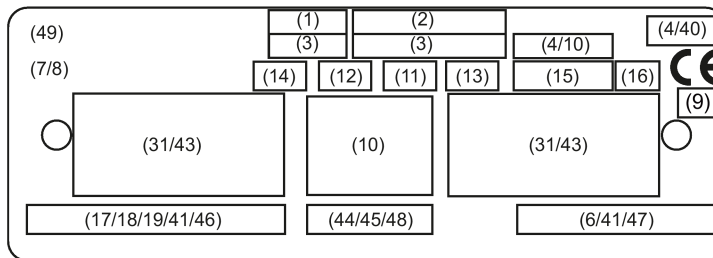 (49) (1) (2) (4/40)
(3) (3) (4/10)
(7/8) (14) (12) (11) (13) (15) (16) CE
(9)
(31/43) (10) (31/43)
(17/18/19/41/46) (44/45/48) (6/41/47)